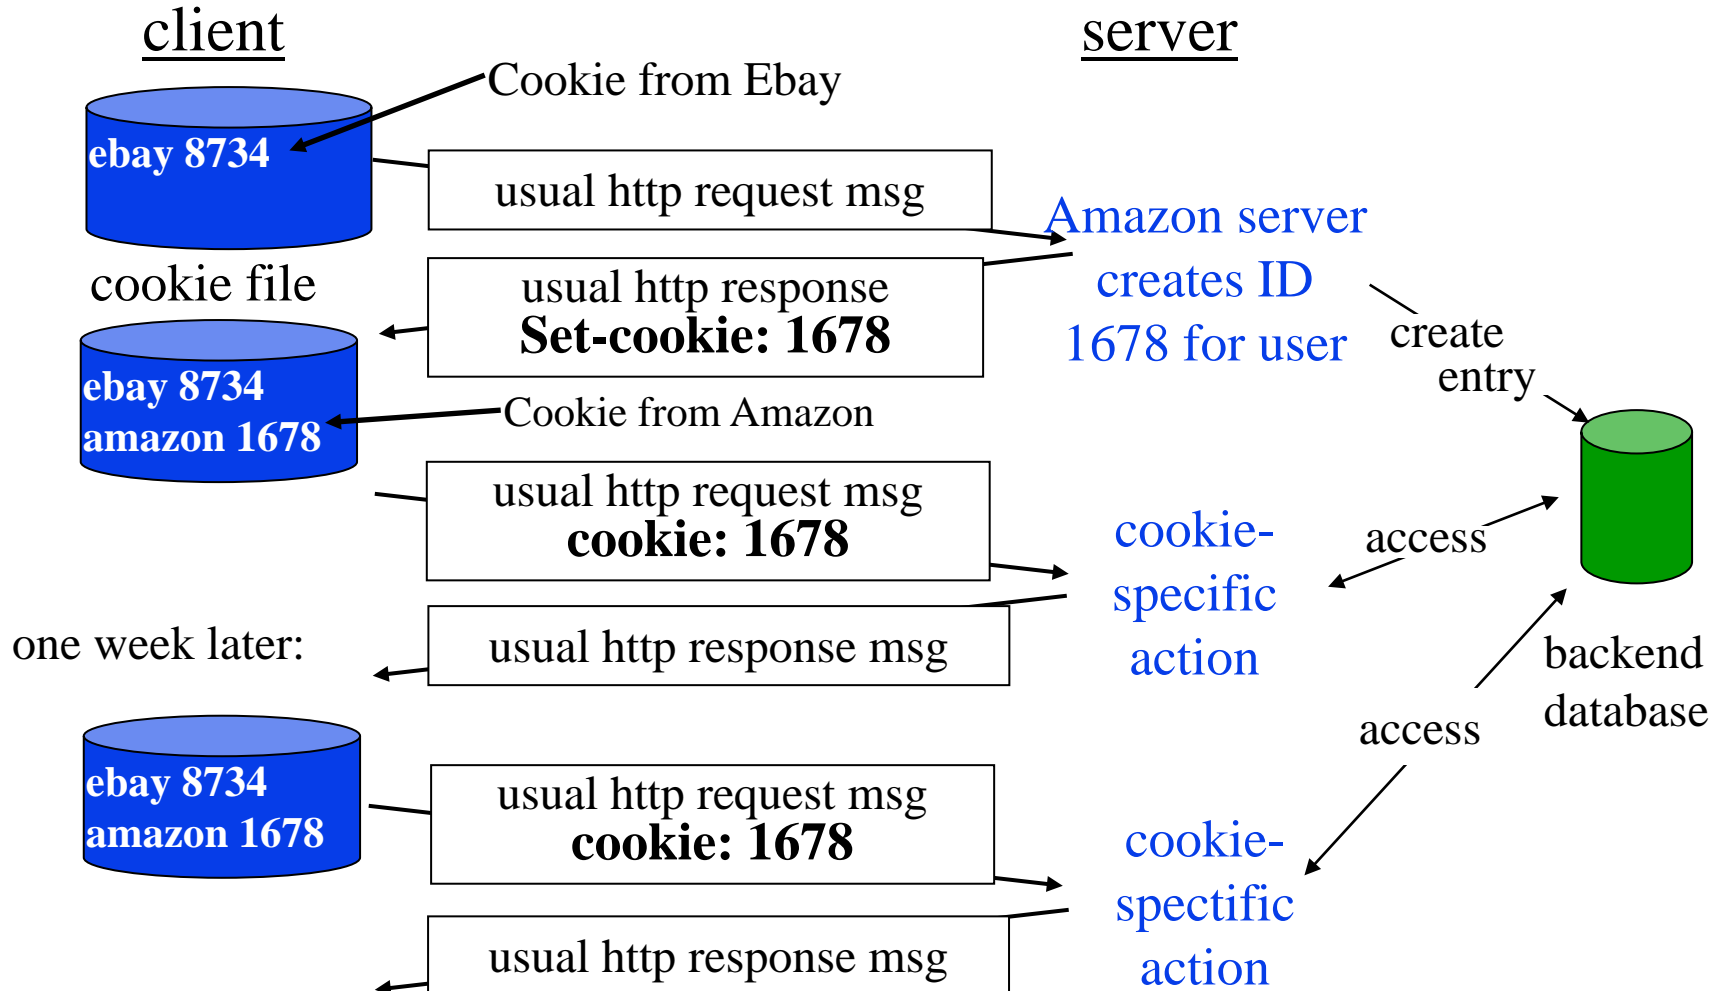 client
server
Cookie from Ebay
ebay 8734
usual http request msg
Amazon server
creates ID
1678 for user
cookie file
usual http response
Set-cookie: 1678
create
entry
ebay 8734
amazon 1678
Cookie from Amazon
usual http request msg
cookie: 1678
cookie-
specific
action
access
one week later:
usual http response msg
backend
database
access
ebay 8734
amazon 1678
usual http request msg
cookie: 1678
cookie-
spectific
action
usual http response msg